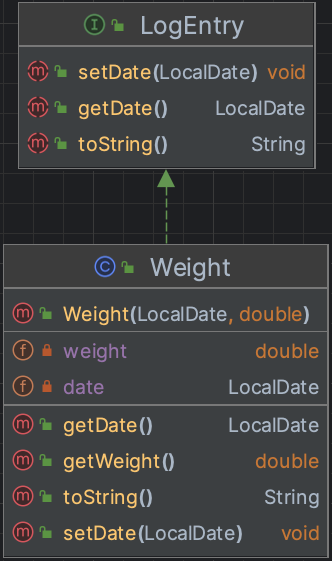 LogEntry
setDate(LocalDate) void
getDate() LocalDate
toString() String
Weight
Weight(LocalDate, double)
weight double
date LocalDate
getDate() LocalDate
getWeight() double
toString() String
setDate(LocalDate) void